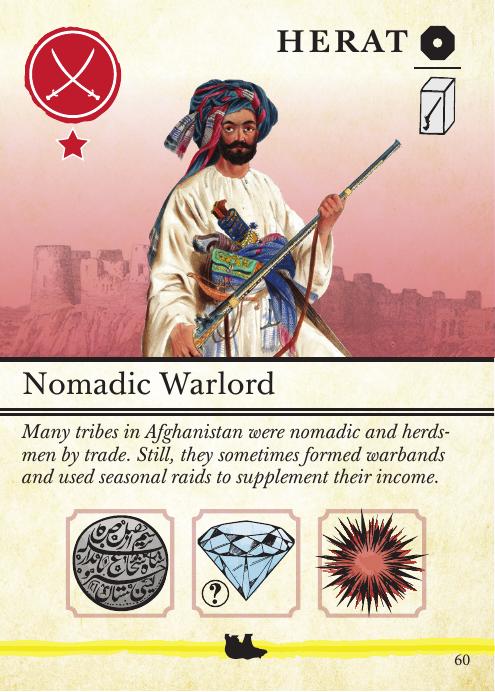 HERAT
Nomadic Warlord
Many tribes in Afghanistan were nomadic and herds-
men by trade. Still, they sometimes formed warbands
and used seasonal raids to supplement their income.
?
60